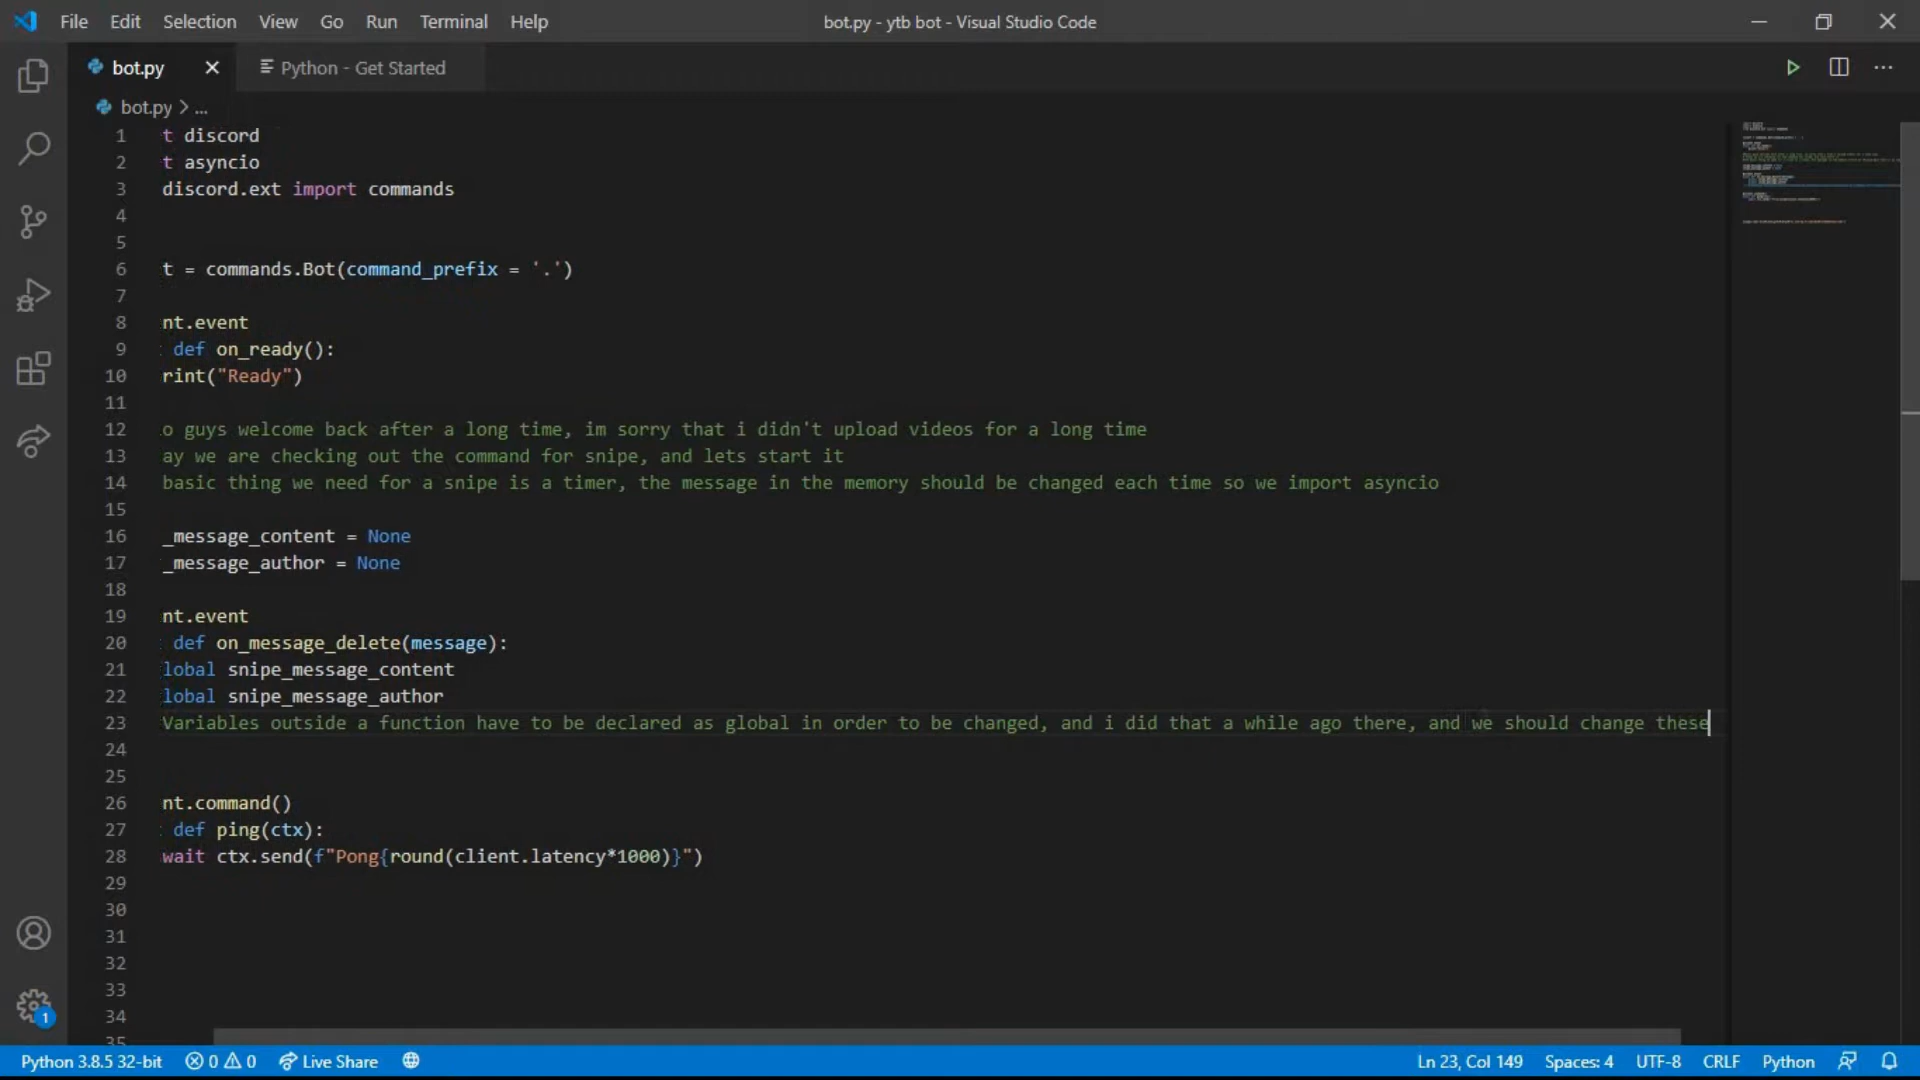 File Edit Selection View Go Run Terminal Help
bot.py - ytb bot - Visual Studio Code
bot.py
Python - Get Started
bot.py > ...
1 t discord
2 t asyncio
3 discord.ext import commands
4
5
6 t = commands.Bot(command_prefix = '.')
7
8 nt.event
9 def on_ready():
10 rint("Ready")
11
12 o guys welcome back after a long time, im sorry that i didn't upload videos for a long time
13 ay we are checking out the command for snipe, and lets start it
14 basic thing we need for a snipe is a timer, the message in the memory should be changed each time so we import asyncio
15
16 _message_content = None
17 _message_author = None
18
19 nt.event
20 def on_message_delete(message):
21 lobal snipe_message_content
22 lobal snipe_message_author
23 Variables outside a function have to be declared as global in order to be changed, and i did that a while ago there, and we should change these
24
25
26 nt.command()
27 def ping(ctx):
28 wait ctx.send(f"Pong{round(client.latency*1000)}")
29
30
31
32
33
34
35
1
Python 3.8.5 32-bit 0 0 Live Share Ln 23, Col 149 Spaces: 4 UTF-8 CRLF Python